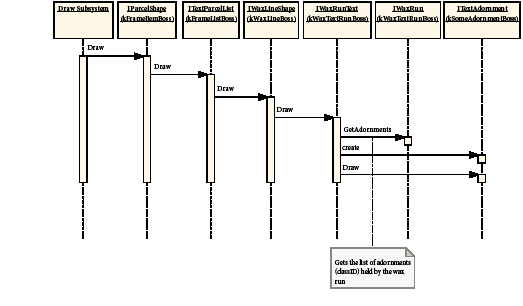 Draw Subsystem
IParcelShape
(kFrameItemBoss)
ITextParcelList
(kFrameListBoss)
IWaxLineShape
(kWaxLineBoss)
IWaxRunText
(kWaxTextRunBoss)
IWaxRun
(kWaxTextRunBoss)
ITextAdornment
(kSomeAdorntBoss)
Draw
Draw
Draw
Draw
GetAdornments
create
Draw
Gets the list of adornments
(classID) held by the wax
run